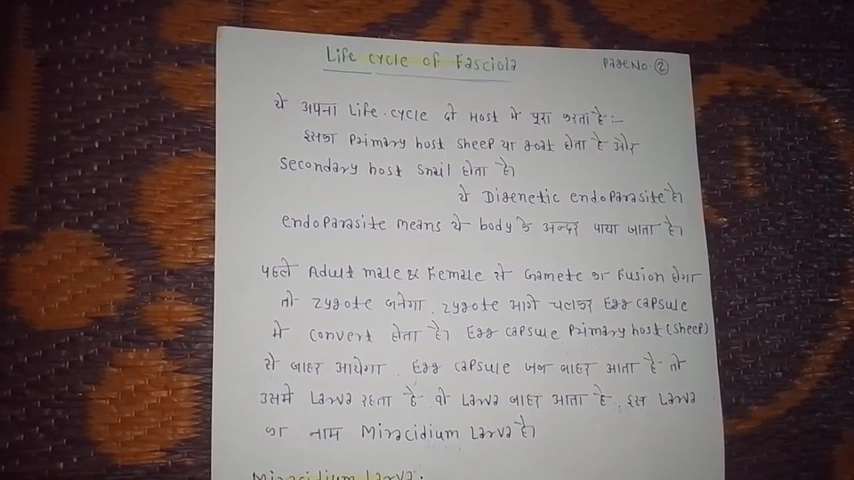 Life cycle of Fasciola
Page No. 2
ये अपना Life-cycle दो Host मे पूरा करता है :-
इसका Primary host sheep या goat होता है और
Secondary host Snail होता है।
ये Digenetic endoparasite है।
endoparasite means ये body के अन्दर पाया जाता है।
पहले Adult male & Female से Gamete का Fusion होगा
तो zygote बनेगा. zygote आगे चलकर Egg capsule
मे convert होता है। Egg capsule Primary host (sheep)
से बाहर आयेगा. Egg capsule जब बाहर आता है तो
उसमे Larva रहता है वो Larva बाहर आता है. इस Larva
का नाम Miracidium Larva है।
Miracidium Larva: